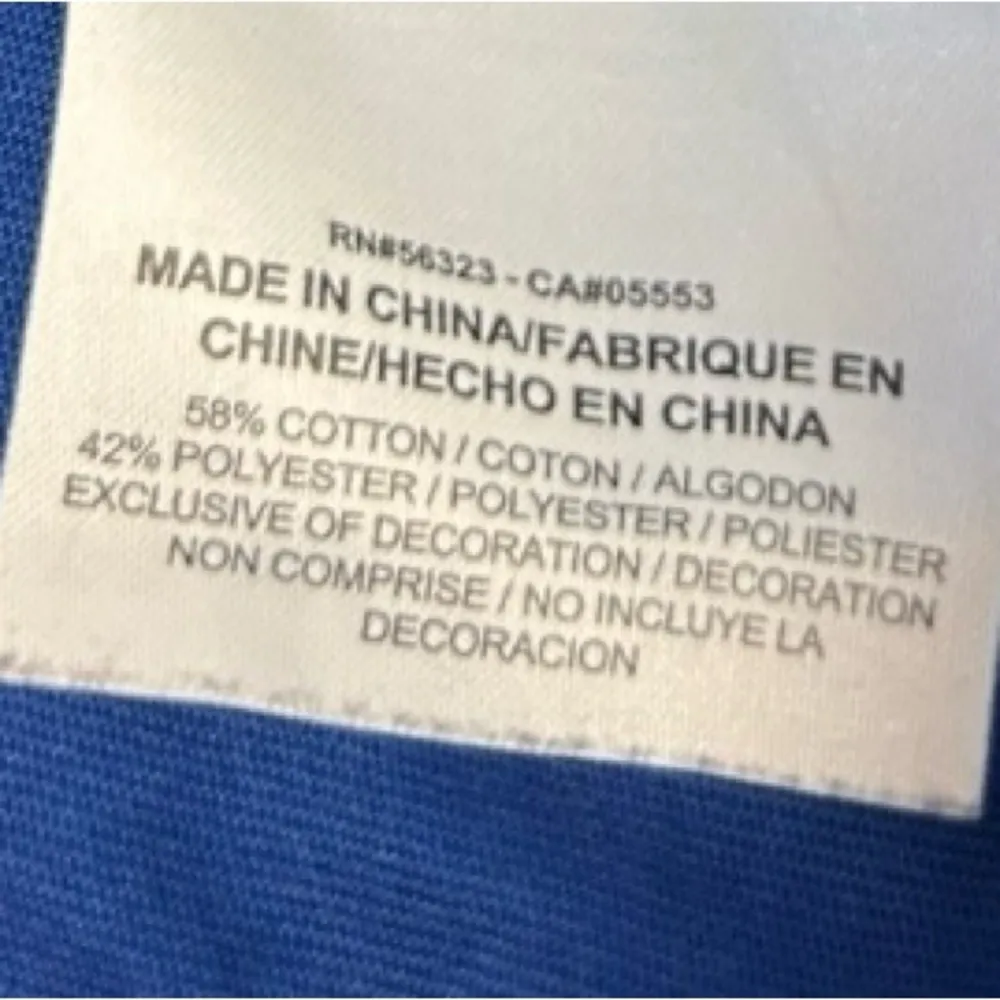 RN#56323 - CA#05553
MADE IN CHINA/FABRIQUE EN
CHINE/HECHO EN CHINA
58% COTTON / COTON / ALGODON
42% POLYESTER / POLYESTER / POLIESTER
EXCLUSIVE OF DECORATION / DECORATION
NON COMPRISE / NO INCLUYE LA
DECORACION